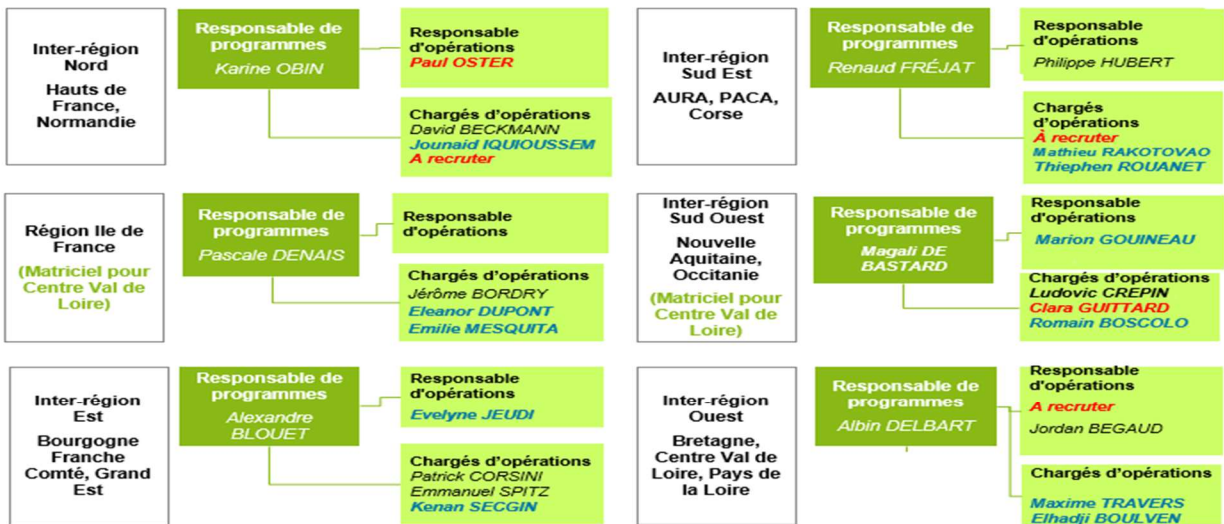 Inter-région
Nord
Hauts de
France,
Normandie
Responsable de
programmes
Karine OBIN
Responsable
d'opérations
Paul OSTER
Chargés d'opérations
David BECKMANN
Jounaid IQUIOUSSEM
A recruter
Inter-région
Sud Est
AURA, PACA,
Corse
Responsable de
programmes
Renaud FRÉJAT
Responsable
d'opérations
Philippe HUBERT
Chargés
d'opérations
À recruter
Mathieu RAKOTOVAO
Thiephen ROUANET
Région Ile de
France
(Matriciel pour
Centre Val de
Loire)
Responsable de
programmes
Pascale DENAIS
Responsable
d'opérations
Chargés d'opérations
Jérôme BORDRY
Eleanor DUPONT
Emilie MESQUITA
Inter-région
Sud Ouest
Nouvelle
Aquitaine,
Occitanie
(Matriciel pour
Centre Val de
Loire)
Responsable de
programmes
Magali DE
BASTARD
Responsable
d'opérations
Marion GOUINEAU
Chargés d'opérations
Ludovic CREPIN
Clara GUITTARD
Romain BOSCOLO
Inter-région
Est
Bourgogne
Franche
Comté, Grand
Est
Responsable de
programmes
Alexandre
BLOUET
Responsable
d'opérations
Evelyne JEUDI
Chargés d'opérations
Patrick CORSINI
Emmanuel SPITZ
Kenan SECGIN
Inter-région
Ouest
Bretagne,
Centre Val de
Loire, Pays de
la Loire
Responsable de
programmes
Albin DELBART
Responsable
d'opérations
A recruter
Jordan BEGAUD
Chargés d'opérations
Maxime TRAVERS
Elhadji BOULVEN